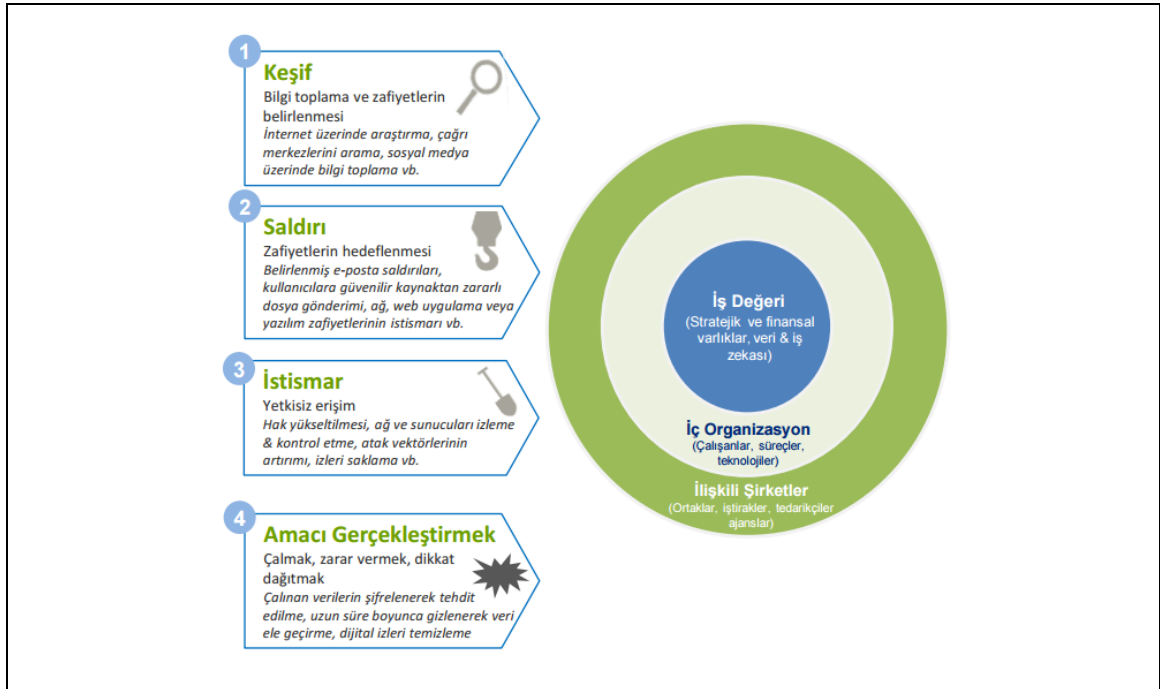 1
Keşif
Bilgi toplama ve zafiyetlerin
belirlenmesi
İnternet üzerinde araştırma, çağrı
merkezlerini arama, sosyal medya
üzerinde bilgi toplama vb.
2
Saldırı
Zafiyetlerin hedeflenmesi
Belirlenmiş e-posta saldırıları,
kullanıcılara güvenilir kaynaktan zararlı
dosya gönderimi, ağ, web uygulama veya
yazılım zafiyetlerinin istismarı vb.
3
İstismar
Yetkisiz erişim
Hak yükseltilmesi, ağ ve sunucuları izleme
& kontrol etme, atak vektörlerinin
artırımı, izleri saklama vb.
4
Amacı Gerçekleştirmek
Çalmak, zarar vermek, dikkat
dağıtmak
Çalınan verilerin şifrelenerek tehdit
edilme, uzun süre boyunca gizlenerek veri
ele geçirme, dijital izleri temizleme
İş Değeri
(Stratejik ve finansal
varlıklar, veri & iş
zekası)
İç Organizasyon
(Çalışanlar, süreçler,
teknolojiler)
İlişkili Şirketler
(Ortaklar, iştirakler, tedarikçiler
ajanslar)